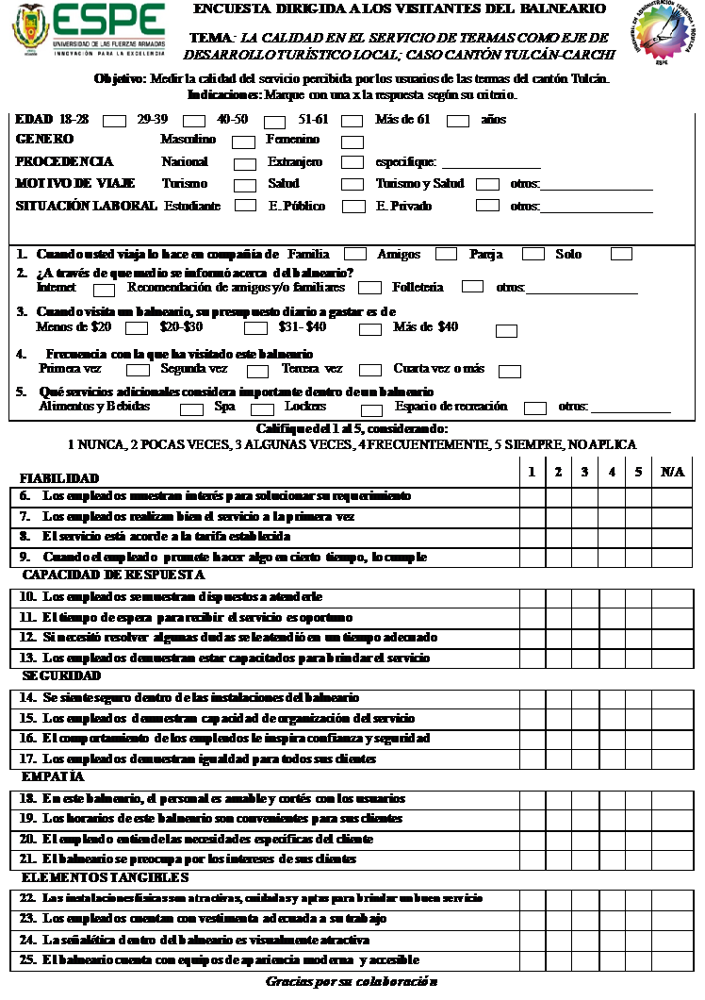 ESPE
UNIVERSIDAD DE LAS FUERZAS ARMADAS
INNOVACIÓN PARA LA EXCELENCIA
ENCUESTA DIRIGIDA A LOS VISITANTES DEL BALNEARIO
TEMA: LA CALIDAD EN EL SERVICIO DE TERMAS COMO EJE DE
DESARROLLO TURÍSTICO LOCAL; CASO CANTÓN TULCÁN-CARCHI
ESPE
Objetivo: Medir la calidad del servicio percibida por los usuarios de las termas del cantón Tulcán.
Indicaciones: Marque con una x la respuesta según su criterio.
EDAD 18-28 29-39 40-50 51-61 Más de 61 años
GENERO Masculino Femenino
PROCEDENCIA Nacional Extranjero especifique:
MOTIVO DE VIAJE Turismo Salud Turismo y Salud otros:
SITUACIÓN LABORAL Estudiante E. Público E. Privado otros:
1. Cuando usted viaja lo hace en compañía de Familia Amigos Pareja Solo
2. ¿A través de que medio se informó acerca del balneario?
Internet Recomendación de amigos y/o familiares Folletería otros:
3. Cuando visita un balneario, su presupuesto diario a gastar es de
Menos de $20 $20-$30 $31- $40 Más de $40
4. Frecuencia con la que ha visitado este balneario
Primera vez Segunda vez Tercera vez Cuarta vez o más
5. Qué servicios adicionales considera importante dentro de un balneario
Alimentos y Bebidas Spa Lockers Espacio de recreación otros:
Califique del 1 al 5, considerando:
1 NUNCA, 2 POCAS VECES, 3 ALGUNAS VECES, 4 FRECUENTEMENTE, 5 SIEMPRE, NO APLICA
FIABILIDAD 1 2 3 4 5 N/A
6. Los empleados muestran interés para solucionar su requerimiento
7. Los empleados realizan bien el servicio a la primera vez
8. El servicio está acorde a la tarifa establecida
9. Cuando el empleado promete hacer algo en cierto tiempo, lo cumple
CAPACIDAD DE RESPUESTA
10. Los empleados se muestran dispuestos a atenderle
11. El tiempo de espera para recibir el servicio es oportuno
12. Si necesitó resolver algunas dudas se le atendió en un tiempo adecuado
13. Los empleados demuestran estar capacitados para brindar el servicio
SEGURIDAD
14. Se siente seguro dentro de las instalaciones del balneario
15. Los empleados demuestran capacidad de organización del servicio
16. El comportamiento de los empleados le inspira confianza y seguridad
17. Los empleados demuestran igualdad para todos sus clientes
EMPATÍA
18. En este balneario, el personal es amable y cortés con los usuarios
19. Los horarios de este balneario son convenientes para sus clientes
20. El empleado entiende las necesidades específicas del cliente
21. El balneario se preocupa por los intereses de sus clientes
ELEMENTOS TANGIBLES
22. Las instalaciones físicas son atractivas, cuidadas y aptas para brindar un buen servicio
23. Los empleados cuentan con vestimenta adecuada a su trabajo
24. La señalética dentro del balneario es visualmente atractiva
25. El balneario cuenta con equipos de apariencia moderna y accesible
Gracias por su colaboración